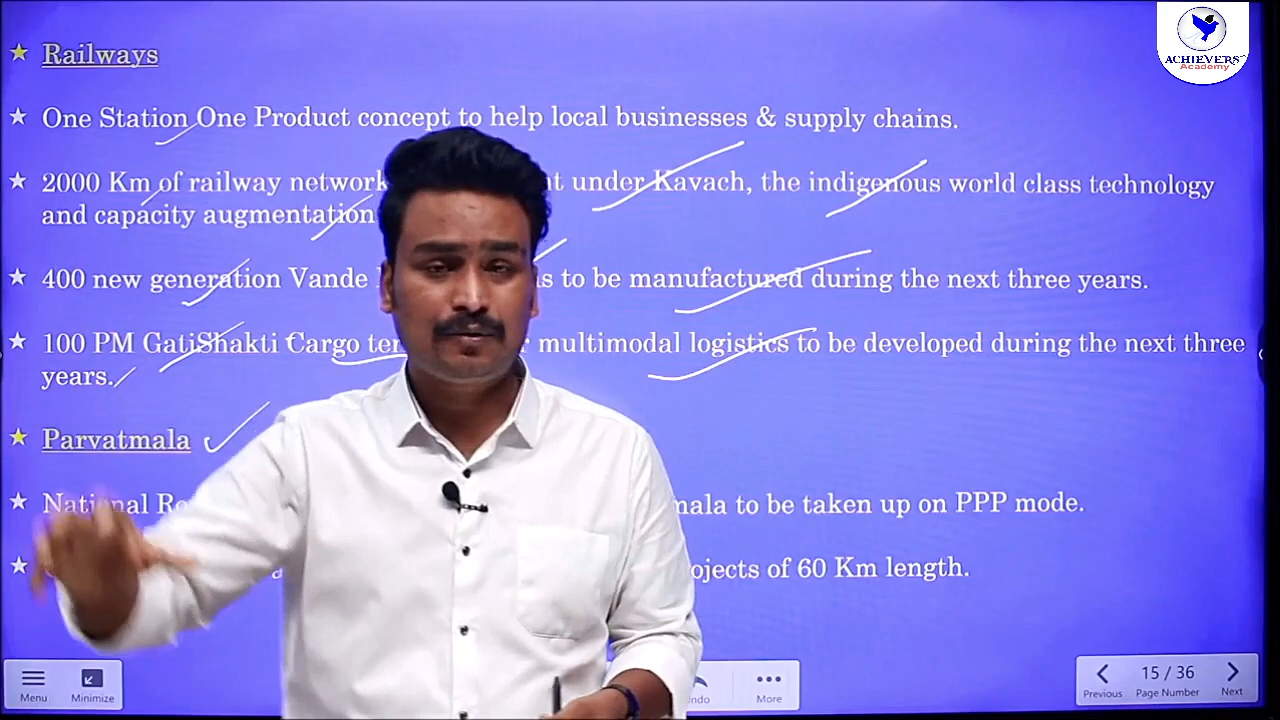 ACHIEVERS
Academy
Railways
One Station One Product concept to help local businesses & supply chains.
2000 Km of railway network under Kavach, the indigenous world class technology
and capacity augmentation
400 new generation Vande to be manufactured during the next three years.
100 PM GatiShakti Cargo multimodal logistics to be developed during the next three
years.
Parvatmala
National to be taken up on PPP mode.
of 60 Km length.
Menu
Minimize
More
Previous
15 / 36
Page Number
Next